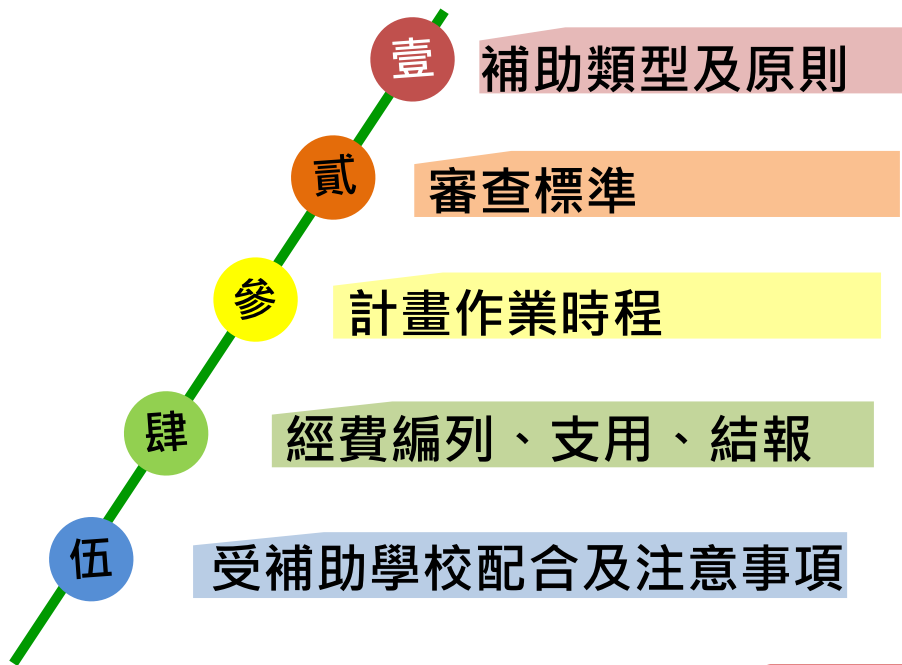 壹
補助類型及原則
貳
審查標準
參
計畫作業時程
肆
經費編列、支用、結報
伍
受補助學校配合及注意事項